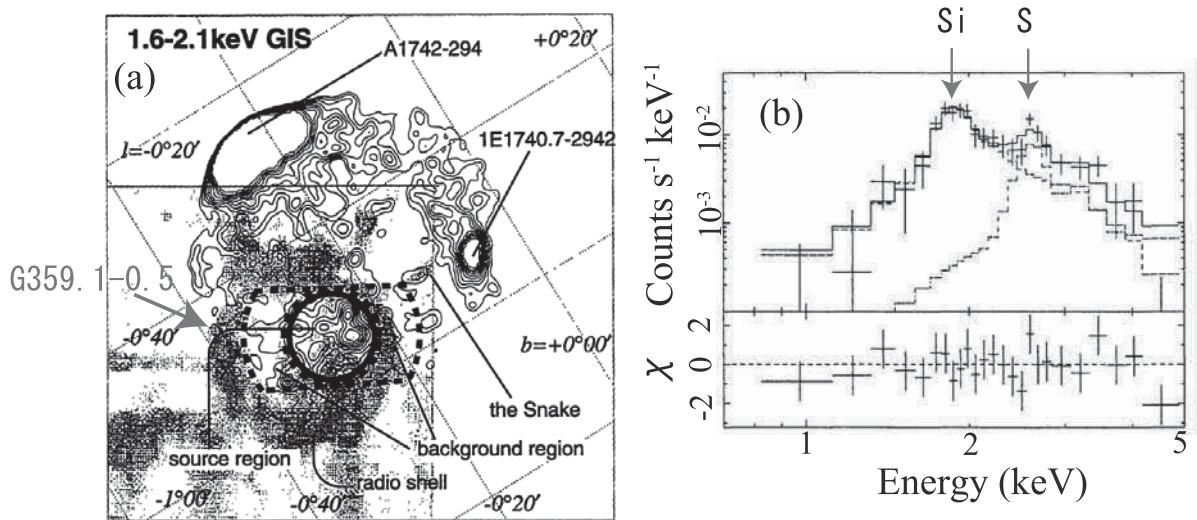 1.6-2.1keV GIS
(a)
A1742-294
+0°20′
l=-0°20′
1E1740.7-2942
G359.1-0.5
-0°40′
b=+0°00′
the Snake
background region
source region
radio shell
-1°00′
-0°40′
-0°20′
Si
S
(b)
Counts s-1 keV-1
10-2
10-3
χ
2
0
-2
1
2
5
Energy (keV)